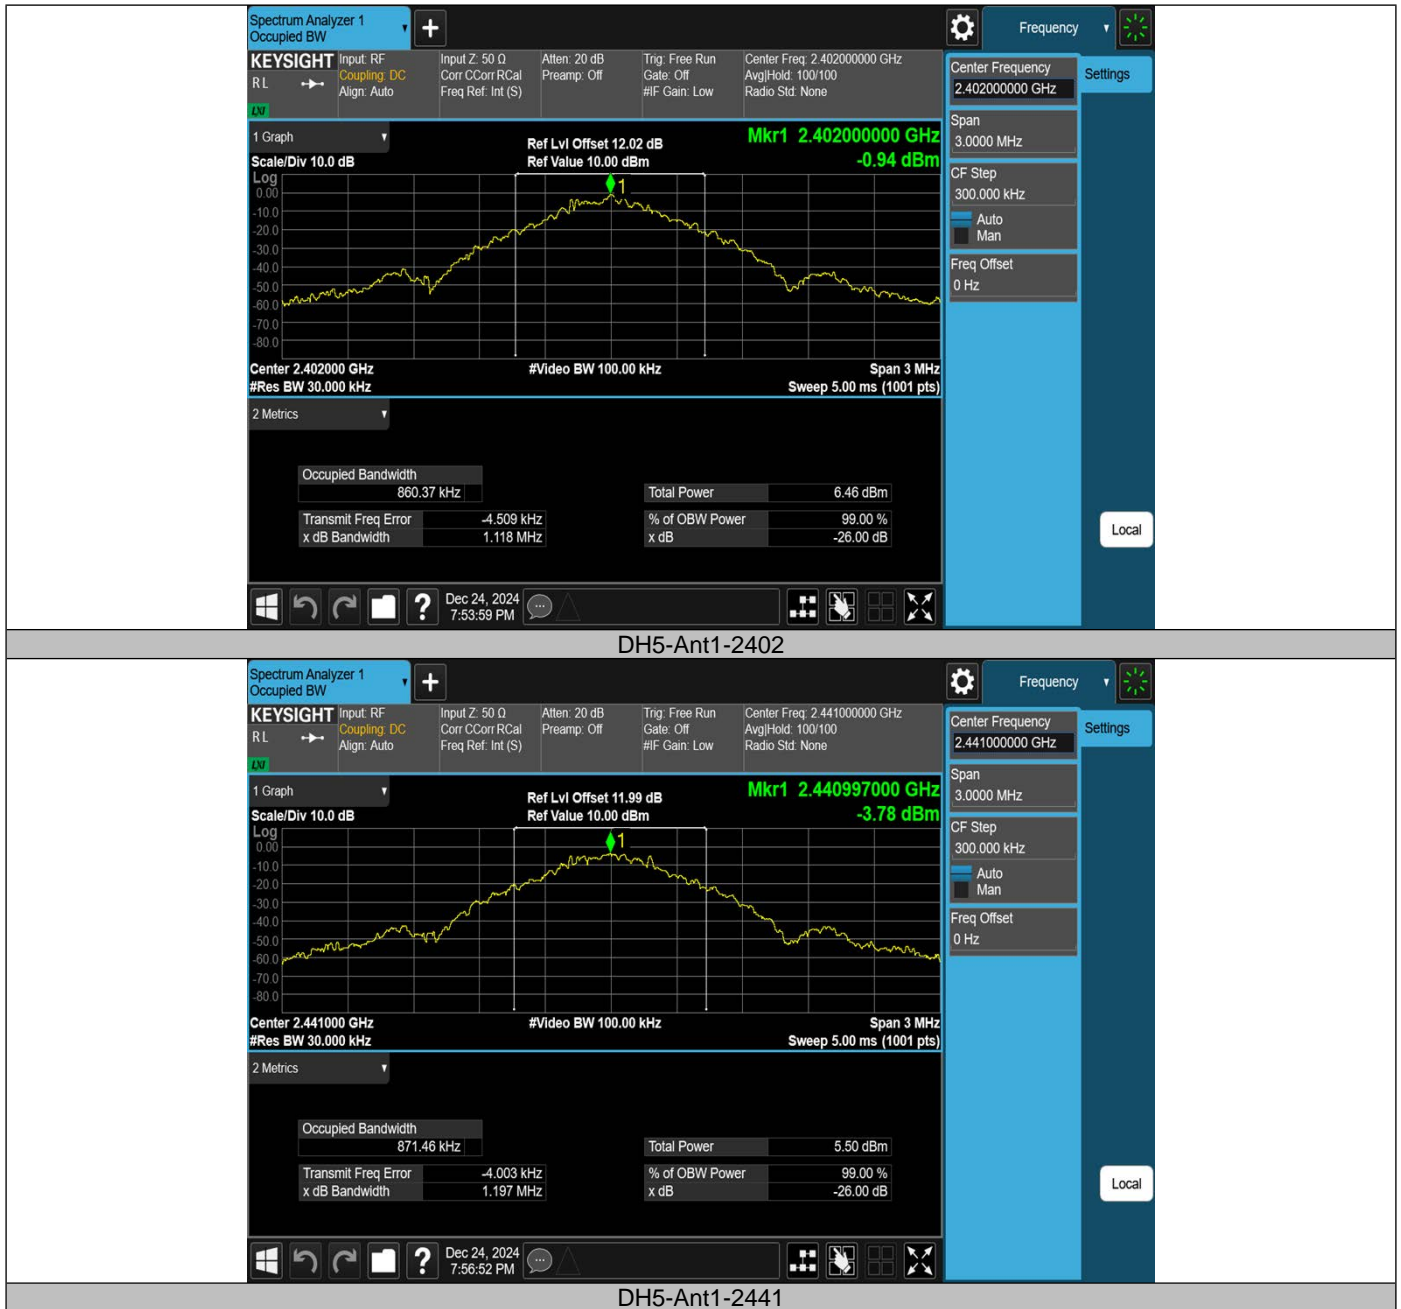 Spectrum Analyzer 1
Occupied BW
Frequency
KEYSIGHT
R L
LXI
Input: RF
Coupling: DC
Align: Auto
Input Z: 50 Ω
Corr CCorr RCal
Freq Ref: Int (S)
Atten: 20 dB
Preamp: Off
Trig: Free Run
Gate: Off
#IF Gain: Low
Center Freq: 2.402000000 GHz
Avg|Hold: 100/100
Radio Std: None
Center Frequency
2.402000000 GHz
Settings
Span
3.0000 MHz
CF Step
300.000 kHz
Auto
Man
Freq Offset
0 Hz
1 Graph
Scale/Div 10.0 dB
Ref Lvl Offset 12.02 dB
Ref Value 10.00 dBm
Mkr1 2.402000000 GHz
-0.94 dBm
Log
1
0.00
-10.0
-20.0
-30.0
-40.0
-50.0
-60.0
-70.0
-80.0
Center 2.402000 GHz
#Video BW 100.00 kHz
Span 3 MHz
#Res BW 30.000 kHz
Sweep 5.00 ms (1001 pts)
2 Metrics
Occupied Bandwidth
860.37 kHz
Total Power 6.46 dBm
Transmit Freq Error -4.509 kHz
% of OBW Power 99.00 %
x dB Bandwidth 1.118 MHz
x dB -26.00 dB
Local
?
Dec 24, 2024
7:53:59 PM
DH5-Ant1-2402
Spectrum Analyzer 1
Occupied BW
Frequency
KEYSIGHT
R L
LXI
Input: RF
Coupling: DC
Align: Auto
Input Z: 50 Ω
Corr CCorr RCal
Freq Ref: Int (S)
Atten: 20 dB
Preamp: Off
Trig: Free Run
Gate: Off
#IF Gain: Low
Center Freq: 2.441000000 GHz
Avg|Hold: 100/100
Radio Std: None
Center Frequency
2.441000000 GHz
Settings
Span
3.0000 MHz
CF Step
300.000 kHz
Auto
Man
Freq Offset
0 Hz
1 Graph
Scale/Div 10.0 dB
Ref Lvl Offset 11.99 dB
Ref Value 10.00 dBm
Mkr1 2.440997000 GHz
-3.78 dBm
Log
1
0.00
-10.0
-20.0
-30.0
-40.0
-50.0
-60.0
-70.0
-80.0
Center 2.441000 GHz
#Video BW 100.00 kHz
Span 3 MHz
#Res BW 30.000 kHz
Sweep 5.00 ms (1001 pts)
2 Metrics
Occupied Bandwidth
871.46 kHz
Total Power 5.50 dBm
Transmit Freq Error -4.003 kHz
% of OBW Power 99.00 %
x dB Bandwidth 1.197 MHz
x dB -26.00 dB
Local
?
Dec 24, 2024
7:56:52 PM
DH5-Ant1-2441